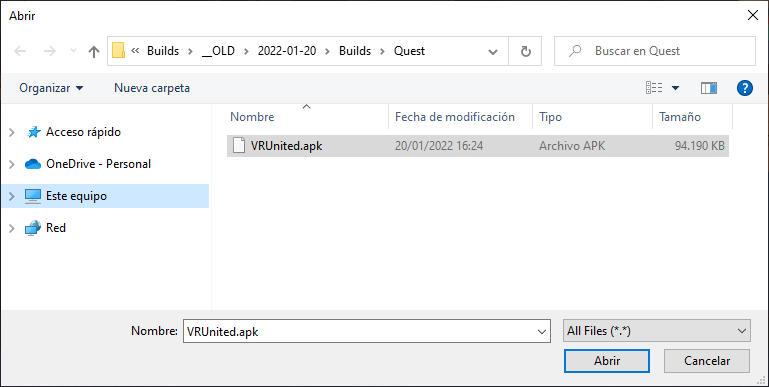 Abrir
« Builds > __OLD > 2022-01-20 > Builds > Quest
Buscar en Quest
Organizar Nueva carpeta
Nombre Fecha de modificación Tipo Tamaño
VRUnited.apk 20/01/2022 16:24 Archivo APK 94.190 KB
Acceso rápido
OneDrive - Personal
Este equipo
Red
Nombre: VRUnited.apk All Files (*.*)
Abrir Cancelar